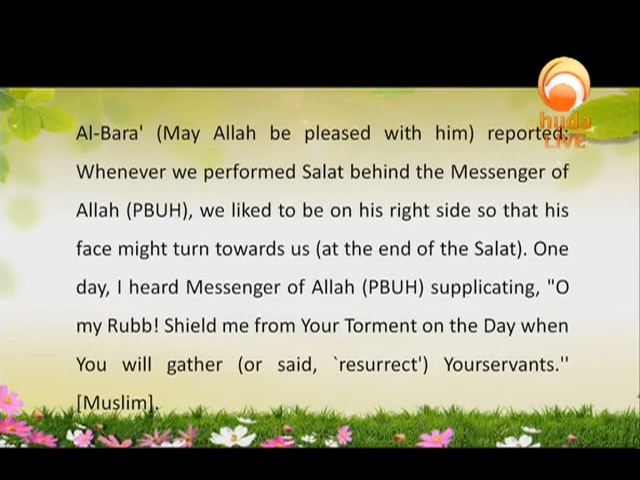 huda
LIVE
Al-Bara' (May Allah be pleased with him) reported:
Whenever we performed Salat behind the Messenger of
Allah (PBUH), we liked to be on his right side so that his
face might turn towards us (at the end of the Salat). One
day, I heard Messenger of Allah (PBUH) supplicating, "O
my Rubb! Shield me from Your Torment on the Day when
You will gather (or said, `resurrect') Yourservants.''
[Muslim].